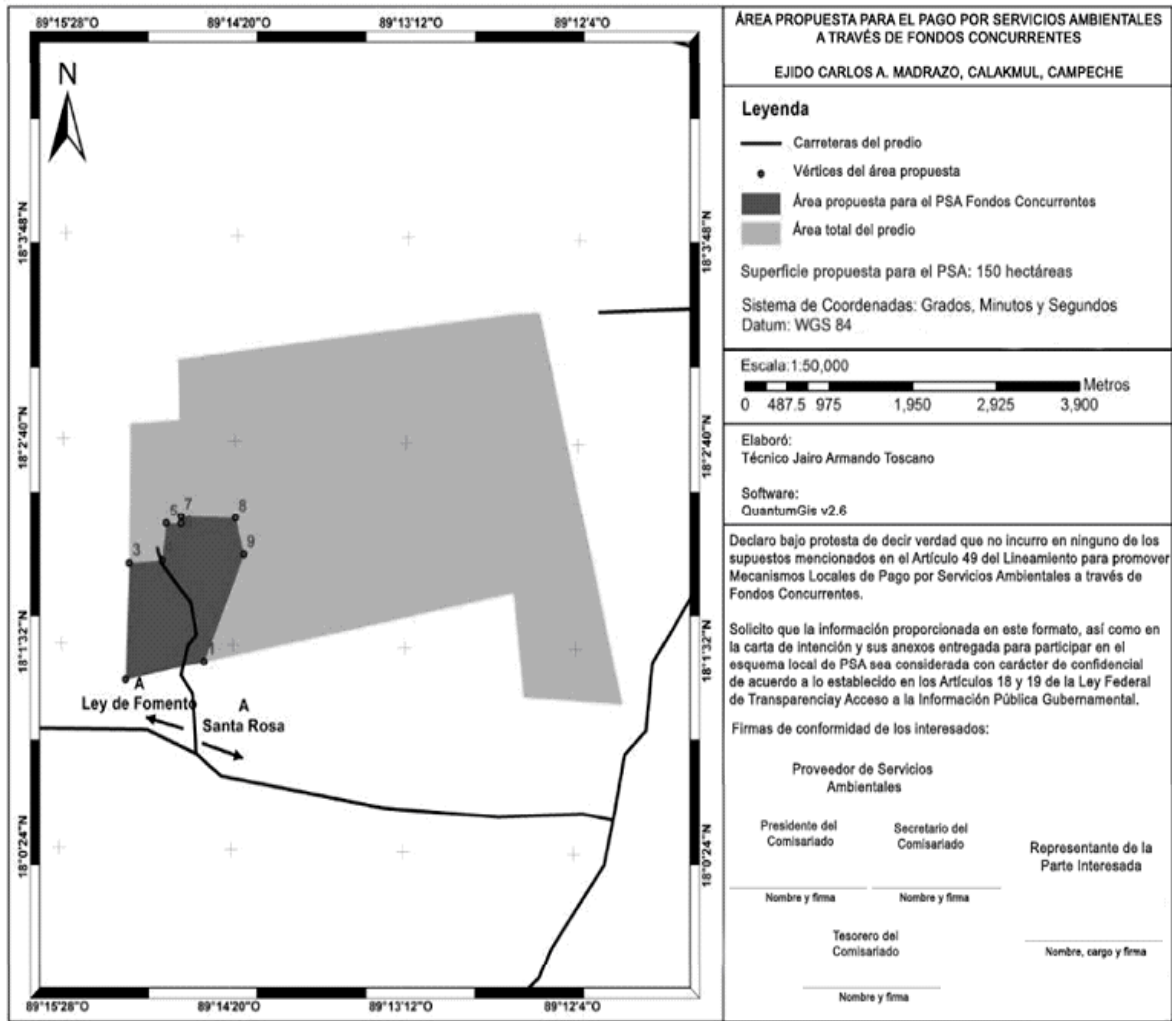 89°15'28"O
89°14'20"O
89°13'12"O
89°12'4"O
N
18°3'48"N
18°2'40"N
18°1'32"N
18°0'24"N
18°3'48"N
18°2'40"N
18°1'32"N
18°0'24"N
7
8
5
9
3
1
A
Ley de Fomento
A
Santa Rosa
89°15'28"O
89°14'20"O
89°13'12"O
89°12'4"O
ÁREA PROPUESTA PARA EL PAGO POR SERVICIOS AMBIENTALES
A TRAVÉS DE FONDOS CONCURRENTES
EJIDO CARLOS A. MADRAZO, CALAKMUL, CAMPECHE
Leyenda
Carreteras del predio
Vértices del área propuesta
Área propuesta para el PSA Fondos Concurrentes
Área total del predio
Superficie propuesta para el PSA: 150 hectáreas
Sistema de Coordenadas: Grados, Minutos y Segundos
Datum: WGS 84
Escala:1:50,000
Metros
0 487.5 975 1,950 2,925 3,900
Elaboró:
Técnico Jairo Armando Toscano
Software:
QuantumGis v2.6
Declaro bajo protesta de decir verdad que no incurro en ninguno de los
supuestos mencionados en el Artículo 49 del Lineamiento para promover
Mecanismos Locales de Pago por Servicios Ambientales a través de
Fondos Concurrentes.
Solicito que la información proporcionada en este formato, así como en
la carta de intención y sus anexos entregada para participar en el
esquema local de PSA sea considerada con carácter de confidencial
de acuerdo a lo establecido en los Artículos 18 y 19 de la Ley Federal
de Transparenciay Acceso a la Información Pública Gubernamental.
Firmas de conformidad de los interesados:
Proveedor de Servicios
Ambientales
Presidente del
Comisariado
Secretario del
Comisariado
Representante de la
Parte Interesada
Nombre y firma
Nombre y firma
Tesorero del
Comisariado
Nombre, cargo y firma
Nombre y firma